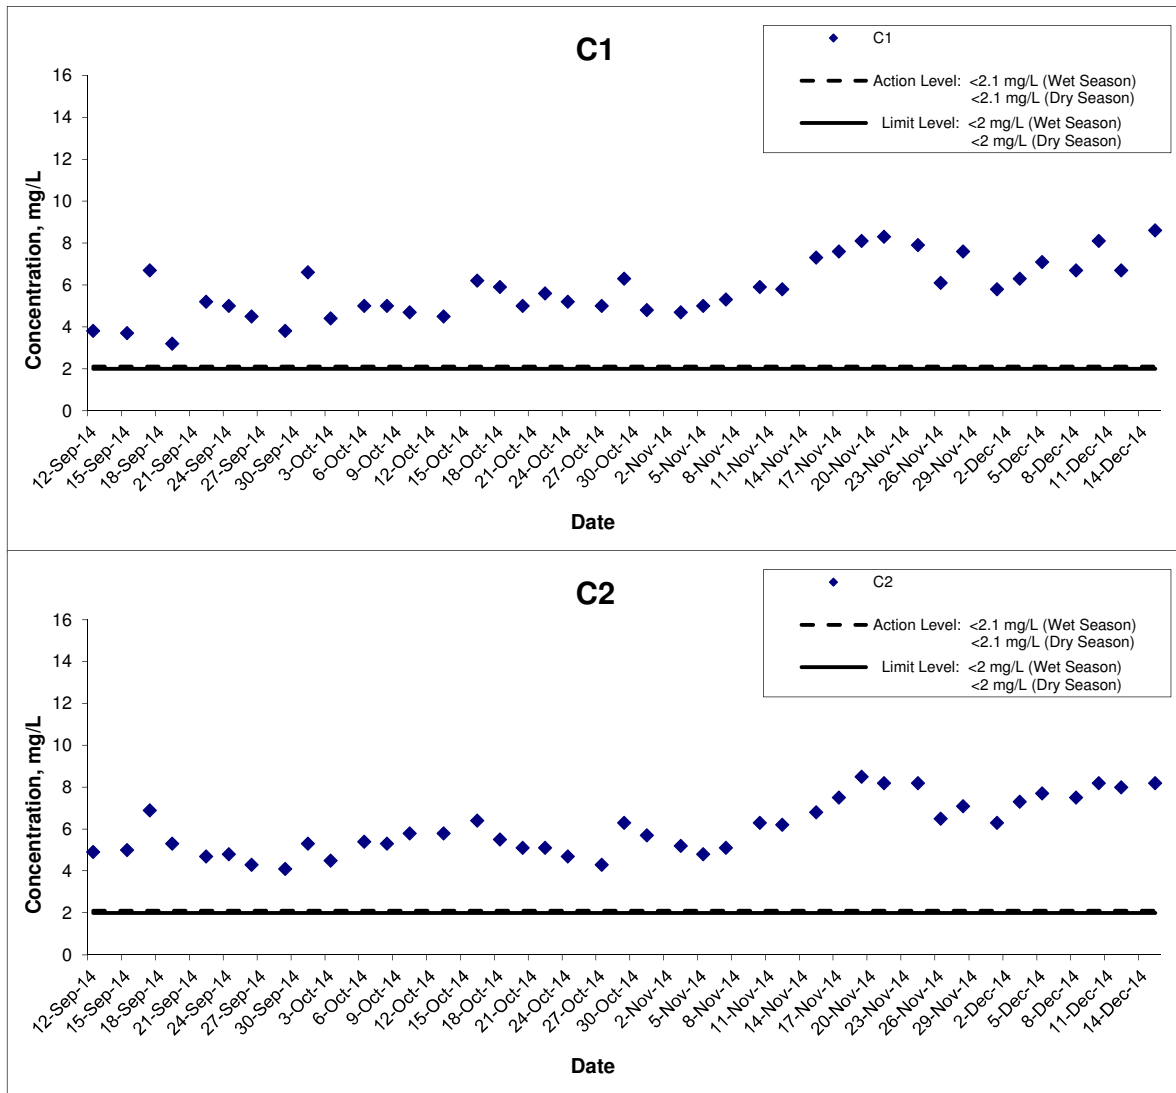 C1
C1
Action Level: <2.1 mg/L (Wet Season)
<2.1 mg/L (Dry Season)
Limit Level: <2 mg/L (Wet Season)
<2 mg/L (Dry Season)
Concentration, mg/L
16
14
12
10
8
6
4
2
0
12-Sep-14
15-Sep-14
18-Sep-14
21-Sep-14
24-Sep-14
27-Sep-14
30-Sep-14
3-Oct-14
6-Oct-14
9-Oct-14
12-Oct-14
15-Oct-14
18-Oct-14
21-Oct-14
24-Oct-14
27-Oct-14
30-Oct-14
2-Nov-14
5-Nov-14
8-Nov-14
11-Nov-14
14-Nov-14
17-Nov-14
20-Nov-14
23-Nov-14
26-Nov-14
29-Nov-14
2-Dec-14
5-Dec-14
8-Dec-14
11-Dec-14
14-Dec-14
Date
C2
C2
Action Level: <2.1 mg/L (Wet Season)
<2.1 mg/L (Dry Season)
Limit Level: <2 mg/L (Wet Season)
<2 mg/L (Dry Season)
Concentration, mg/L
16
14
12
10
8
6
4
2
0
12-Sep-14
15-Sep-14
18-Sep-14
21-Sep-14
24-Sep-14
27-Sep-14
30-Sep-14
3-Oct-14
6-Oct-14
9-Oct-14
12-Oct-14
15-Oct-14
18-Oct-14
21-Oct-14
24-Oct-14
27-Oct-14
30-Oct-14
2-Nov-14
5-Nov-14
8-Nov-14
11-Nov-14
14-Nov-14
17-Nov-14
20-Nov-14
23-Nov-14
26-Nov-14
29-Nov-14
2-Dec-14
5-Dec-14
8-Dec-14
11-Dec-14
14-Dec-14
Date